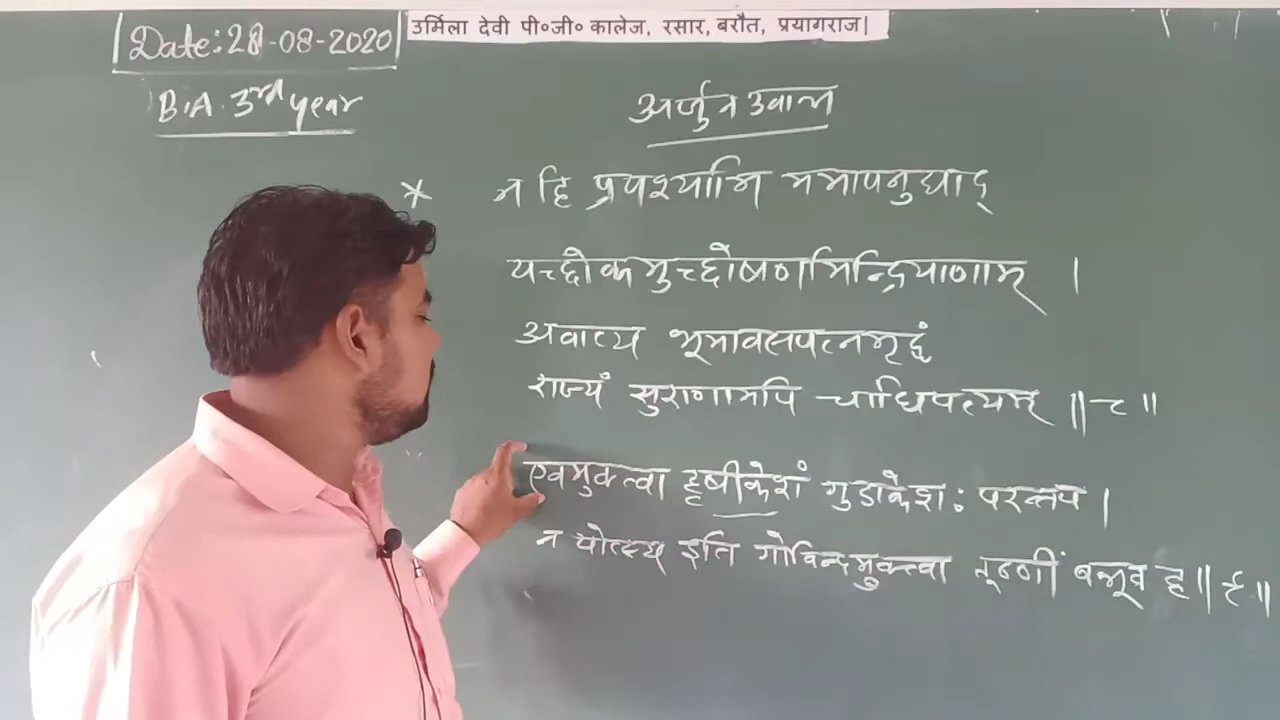 Date: 28-08-2020
उर्मिला देवी पी०जी० कालेज, रसार, बरौत, प्रयागराज।
B.A. 3rd year
अर्जुन उवाच
* न हि प्रपश्यामि ममापनुद्याद्
यच्छोकमुच्छोषणमिन्द्रियाणाम् ।
अवाप्य भूमावसपत्नमृद्धं
राज्यं सुराणामपि चाधिपत्यम् ॥८॥
एवमुक्त्वा हृषीकेशं गुडाकेशः परन्तप ।
न योत्स्य इति गोविन्दमुक्त्वा तूष्णीं बभूव ह ॥९॥